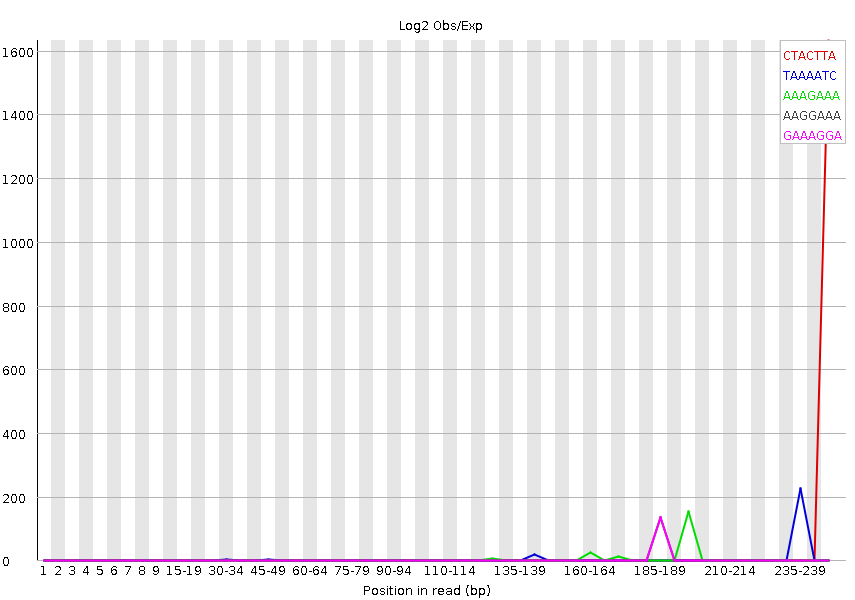 Log2 Obs/Exp
1600
1400
1200
1000
800
600
400
200
0
CTACTTA
TAAAATC
AAAGAAA
AAGGAAA
GAAAGGA
1 2 3 4 5 6 7 8 9 15-19 30-34 45-49 60-64 75-79 90-94 110-114 135-139 160-164 185-189 210-214 235-239
Position in read (bp)